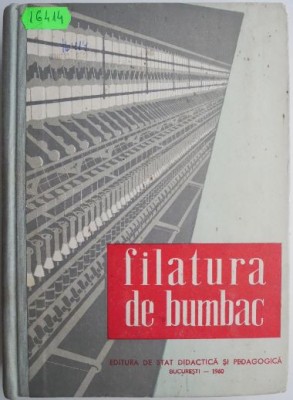 16414
filatura
de bumbac
EDITURA DE STAT DIDACTICĂ ȘI PEDAGOGICĂ
BUCUREȘTI — 1960